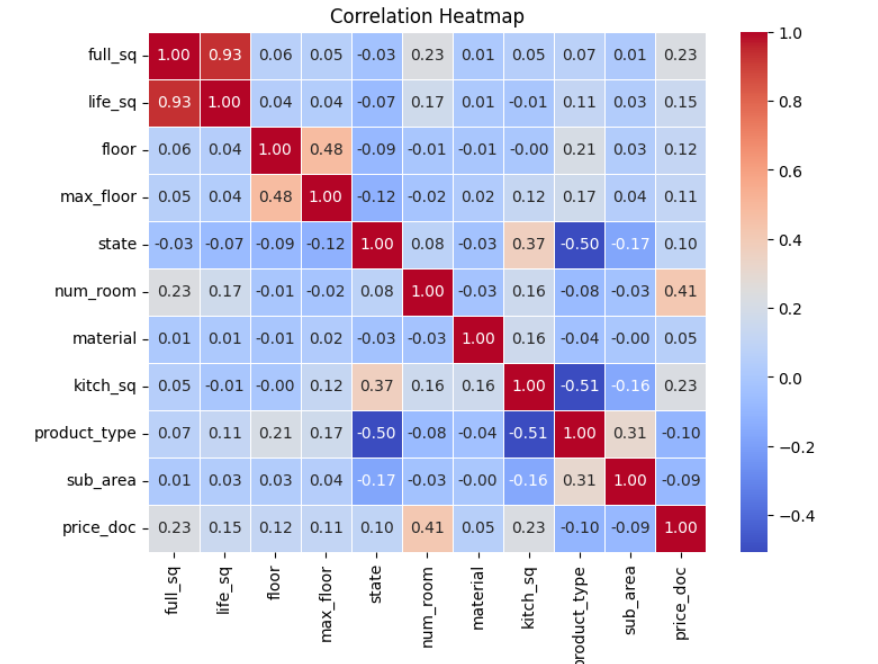 Correlation Heatmap
full_sq 1.00 0.93 0.06 0.05 -0.03 0.23 0.01 0.05 0.07 0.01 0.23
life_sq 0.93 1.00 0.04 0.04 -0.07 0.17 0.01 -0.01 0.11 0.03 0.15
floor 0.06 0.04 1.00 0.48 -0.09 -0.01 -0.01 -0.00 0.21 0.03 0.12
max_floor 0.05 0.04 0.48 1.00 -0.12 -0.02 0.02 0.12 0.17 0.04 0.11
state -0.03 -0.07 -0.09 -0.12 1.00 0.08 -0.03 0.37 -0.50 -0.17 0.10
num_room 0.23 0.17 -0.01 -0.02 0.08 1.00 -0.03 0.16 -0.08 -0.03 0.41
material 0.01 0.01 -0.01 0.02 -0.03 -0.03 1.00 0.16 -0.04 -0.00 0.05
kitch_sq 0.05 -0.01 -0.00 0.12 0.37 0.16 0.16 1.00 -0.51 -0.16 0.23
product_type 0.07 0.11 0.21 0.17 -0.50 -0.08 -0.04 -0.51 1.00 0.31 -0.10
sub_area 0.01 0.03 0.03 0.04 -0.17 -0.03 -0.00 -0.16 0.31 1.00 -0.09
price_doc 0.23 0.15 0.12 0.11 0.10 0.41 0.05 0.23 -0.10 -0.09 1.00
full_sq life_sq floor max_floor state num_room material kitch_sq product_type sub_area price_doc
1.0
0.8
0.6
0.4
0.2
0.0
−0.2
−0.4